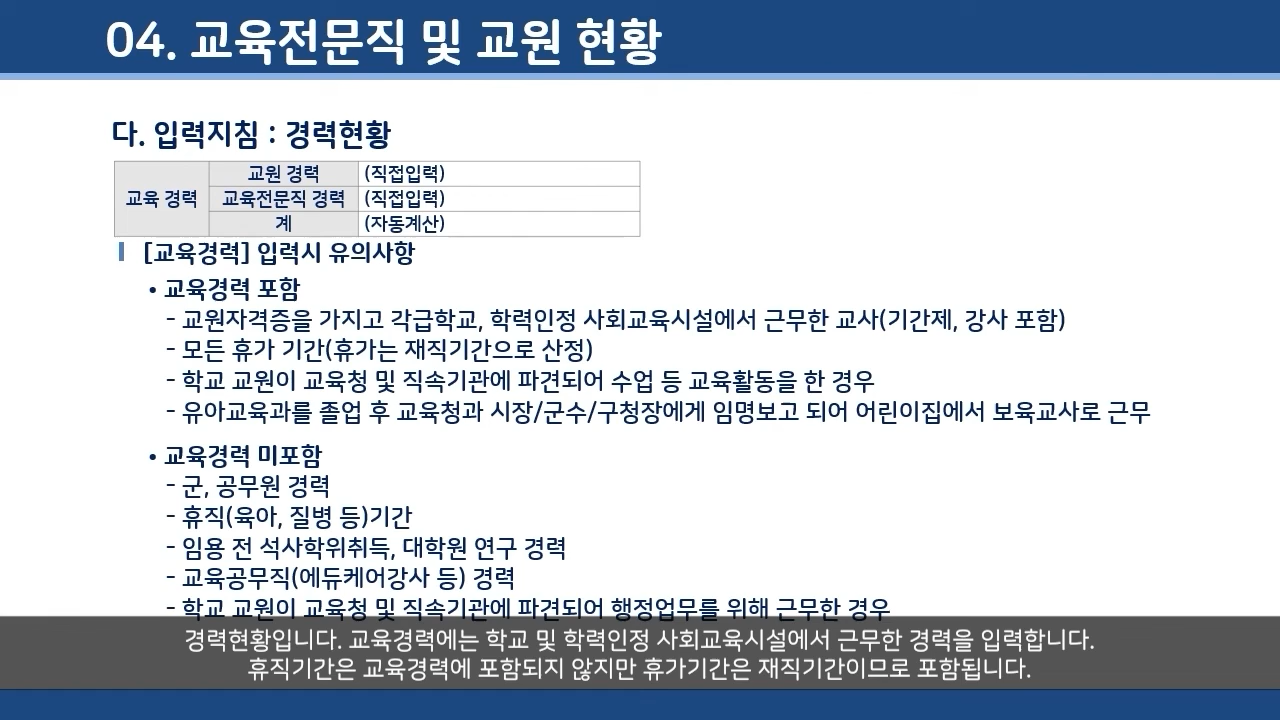 04. 교육전문직 및 교원 현황
다. 입력지침 : 경력현황
교육 경력
교원 경력 (직접입력)
교육전문직 경력 (직접입력)
계 (자동계산)
[교육경력] 입력시 유의사항
• 교육경력 포함
- 교원자격증을 가지고 각급학교, 학력인정 사회교육시설에서 근무한 교사(기간제, 강사 포함)
- 모든 휴가 기간(휴가는 재직기간으로 산정)
- 학교 교원이 교육청 및 직속기관에 파견되어 수업 등 교육활동을 한 경우
- 유아교육과를 졸업 후 교육청과 시장/군수/구청장에게 임명보고 되어 어린이집에서 보육교사로 근무
• 교육경력 미포함
- 군, 공무원 경력
- 휴직(육아, 질병 등)기간
- 임용 전 석사학위취득, 대학원 연구 경력
- 교육공무직(에듀케어강사 등) 경력
- 학교 교원이 교육청 및 직속기관에 파견되어 행정업무를 위해 근무한 경우
경력현황입니다. 교육경력에는 학교 및 학력인정 사회교육시설에서 근무한 경력을 입력합니다.
휴직기간은 교육경력에 포함되지 않지만 휴가기간은 재직기간이므로 포함됩니다.